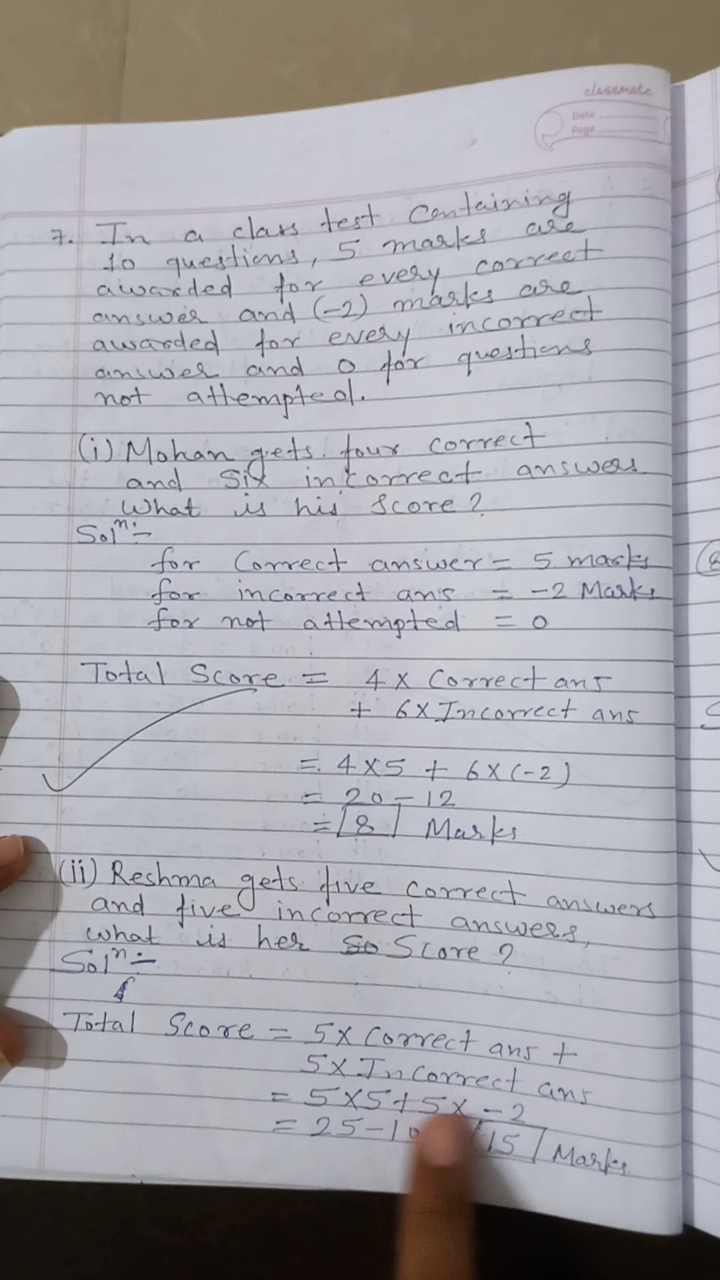 classmate
Date
Page
7. In a class test containing
10 questions, 5 marks are
awarded for every correct
answer and (-2) marks are
awarded for every incorrect
answer and 0 for questions
not attempted.
(i) Mohan gets four correct
and six incorrect answers
What is his score?
Solⁿ:-
for correct answer = 5 marks
for incorrect ans = -2 Marks
for not attempted = 0
Total Score = 4 x Correct ans
+ 6 x Incorrect ans
= 4 x 5 + 6 x (-2)
= 20 - 12
= 8 Marks
(ii) Reshma gets five correct answers
and five incorrect answers,
what is her So Score?
Solⁿ:-
Total Score = 5 x Correct ans +
5 x Incorrect ans
= 5 x 5 + 5 x -2
= 25 - 15 Marks